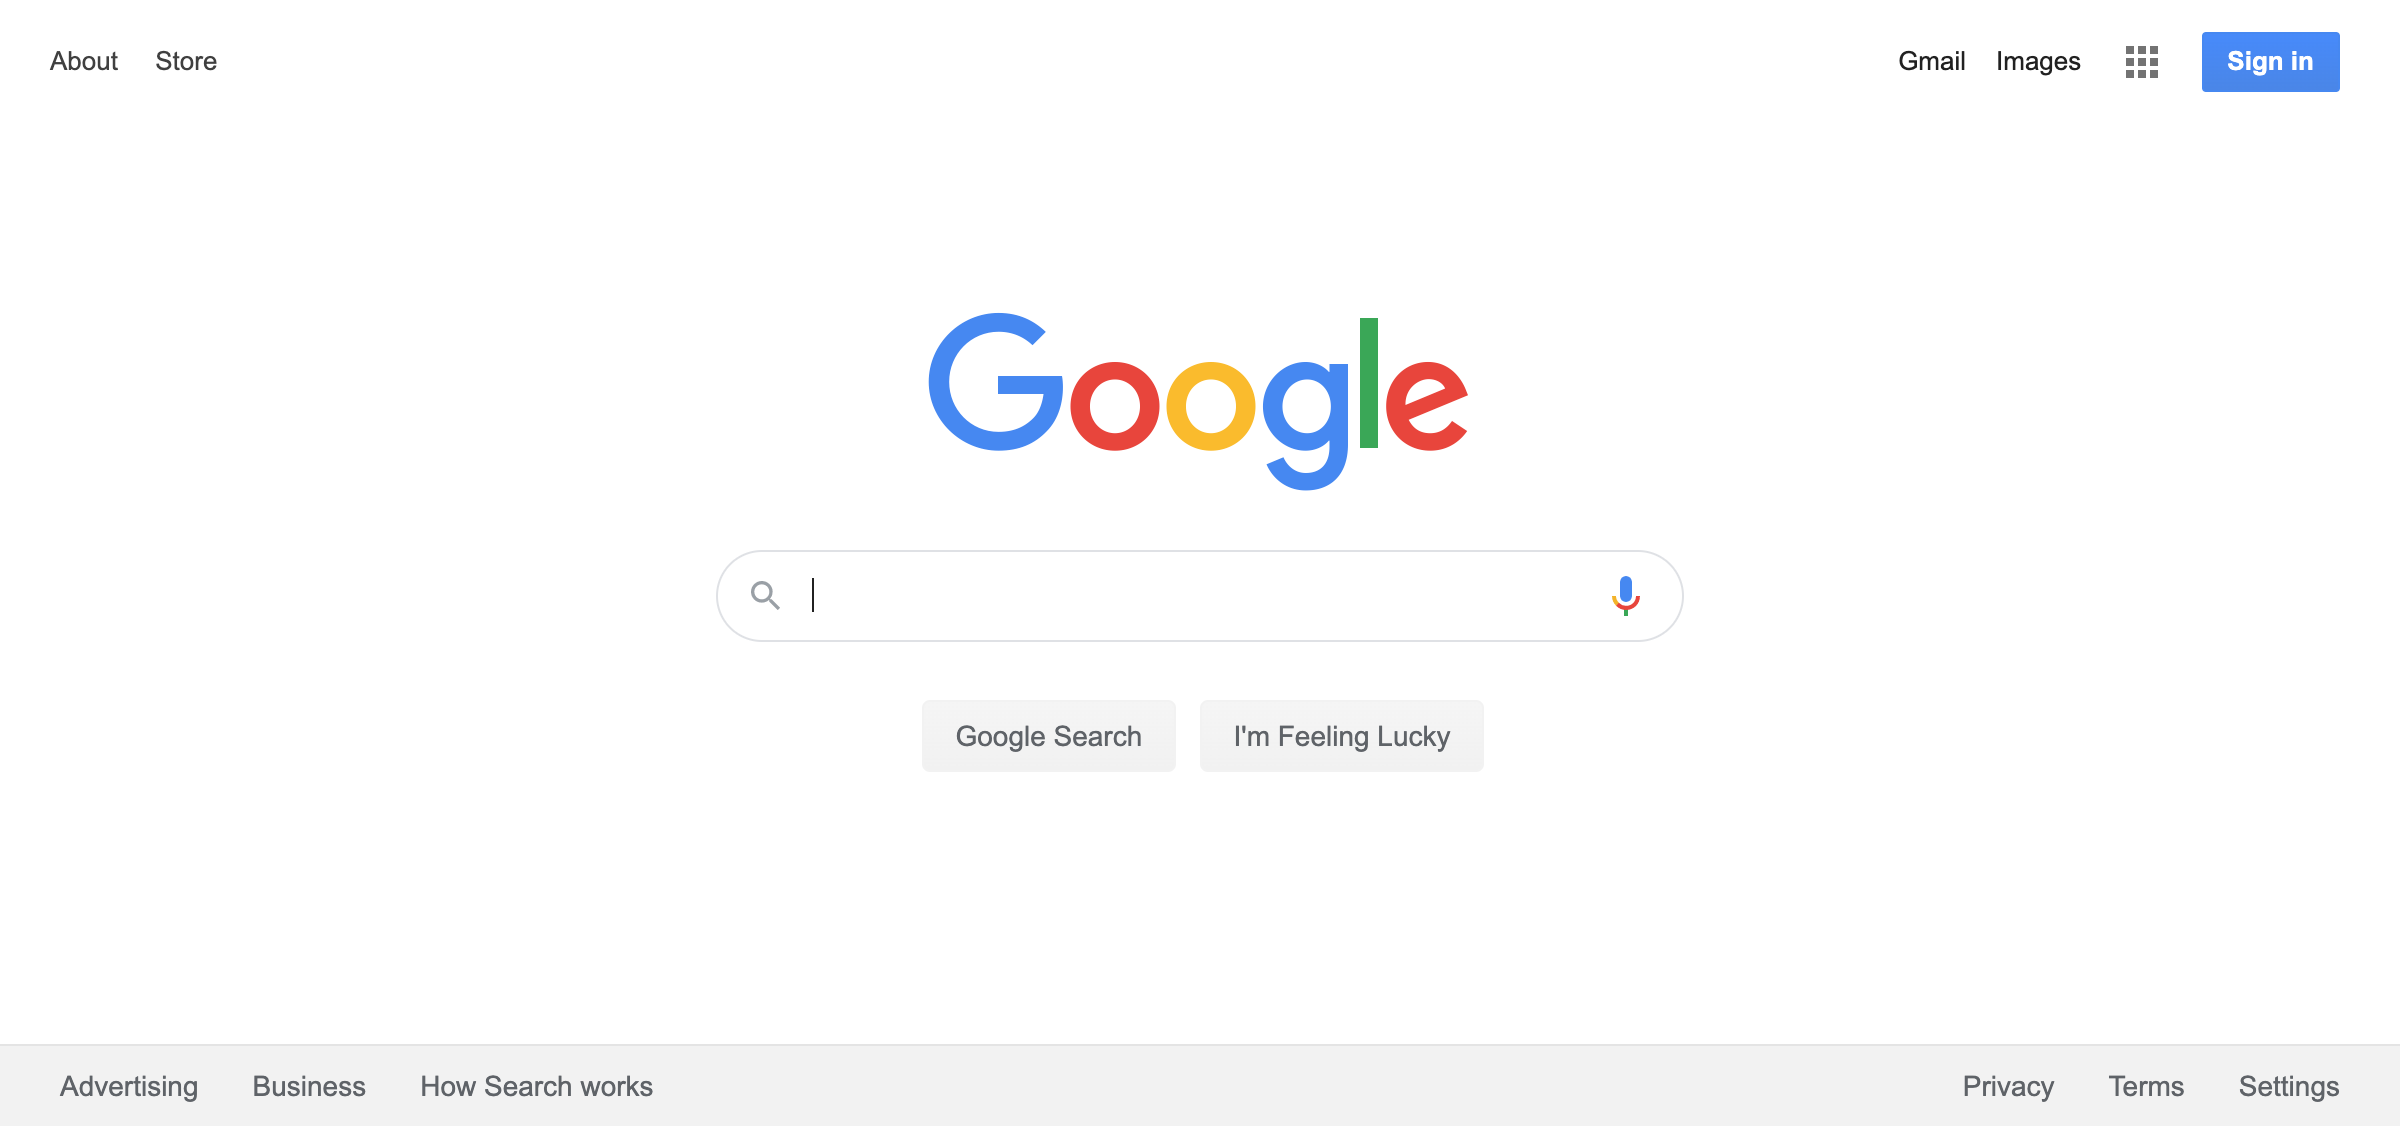 About Store Gmail Images Sign in
Google
Google Search I'm Feeling Lucky
Advertising Business How Search works Privacy Terms Settings